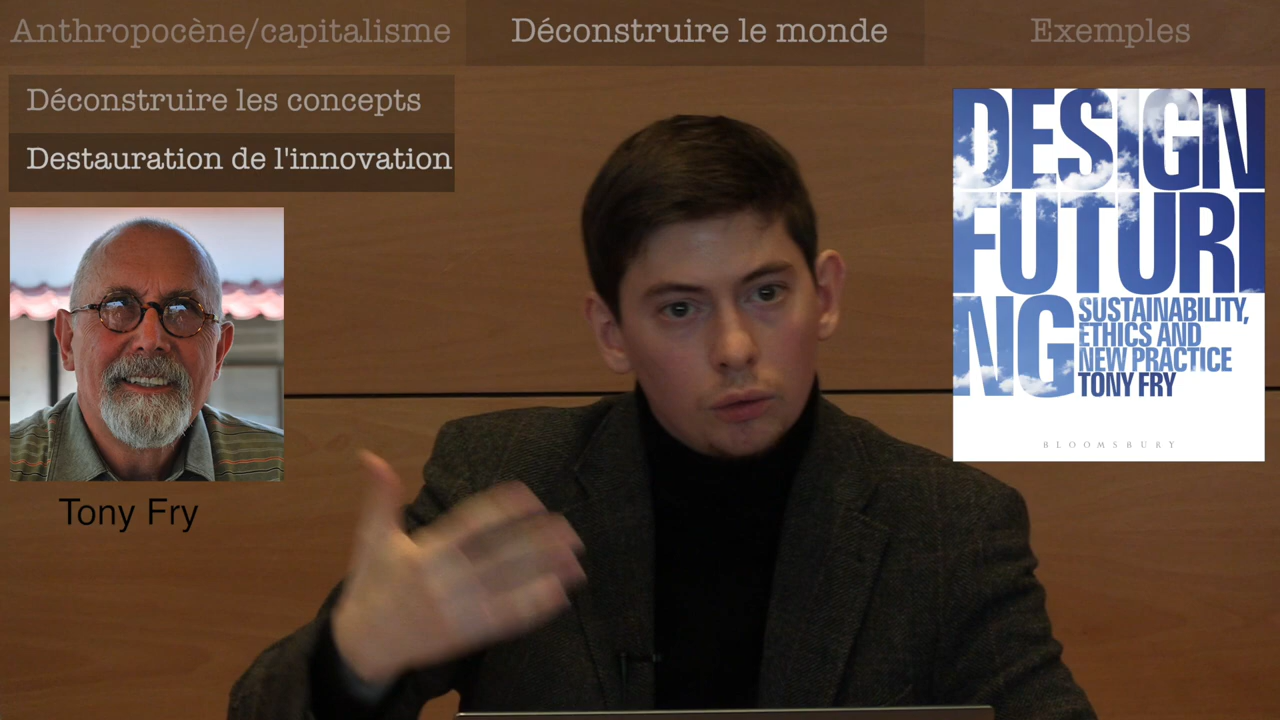 Anthropocène/capitalisme
Déconstruire le monde
Exemples
Déconstruire les concepts
Destauration de l'innovation
Tony Fry
DESIGN
FUTURI
NG
SUSTAINABILITY,
ETHICS AND
NEW PRACTICE
TONY FRY
BLOOMSBURY